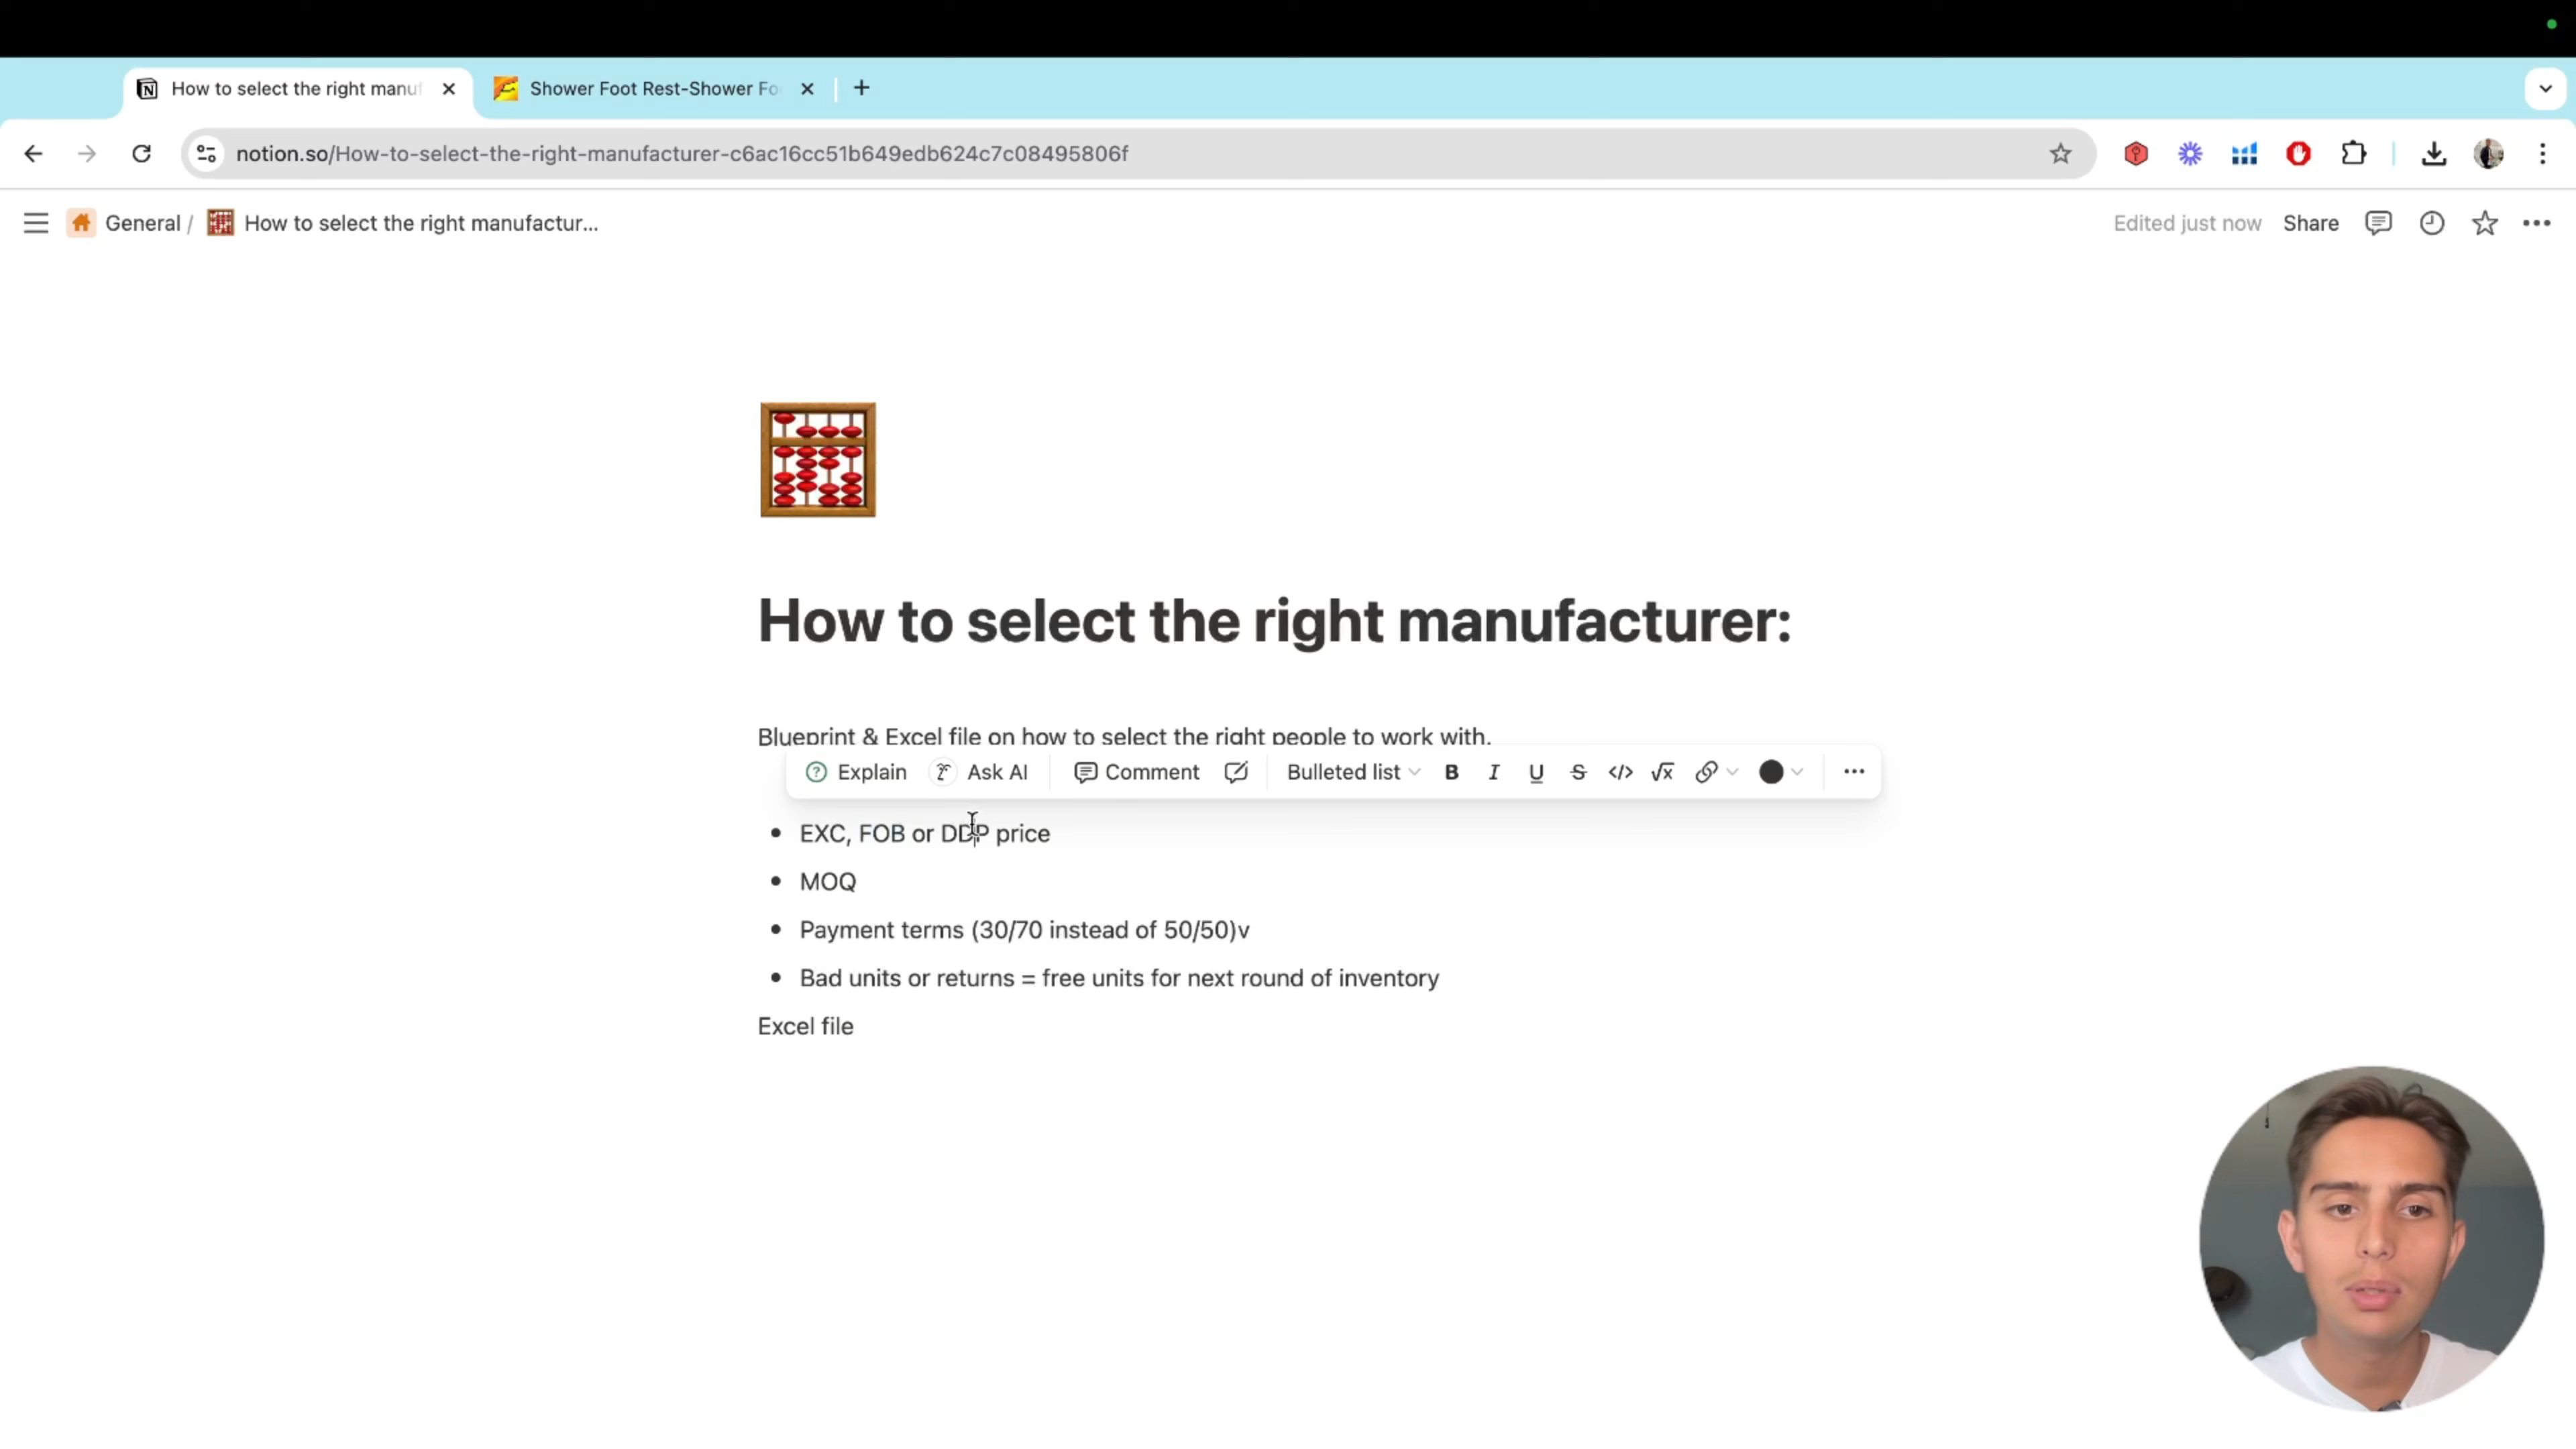 How to select the right manuf
Shower Foot Rest-Shower Fo
notion.so/How-to-select-the-right-manufacturer-c6ac16cc51b649edb624c7c08495806f
General / How to select the right manufactur...
Edited just now Share
How to select the right manufacturer:
Blueprint & Excel file on how to select the right people to work with.
Explain Ask AI Comment Bulleted list B I U S </> √x
• EXC, FOB or DDP price
• MOQ
• Payment terms (30/70 instead of 50/50)v
• Bad units or returns = free units for next round of inventory
Excel file